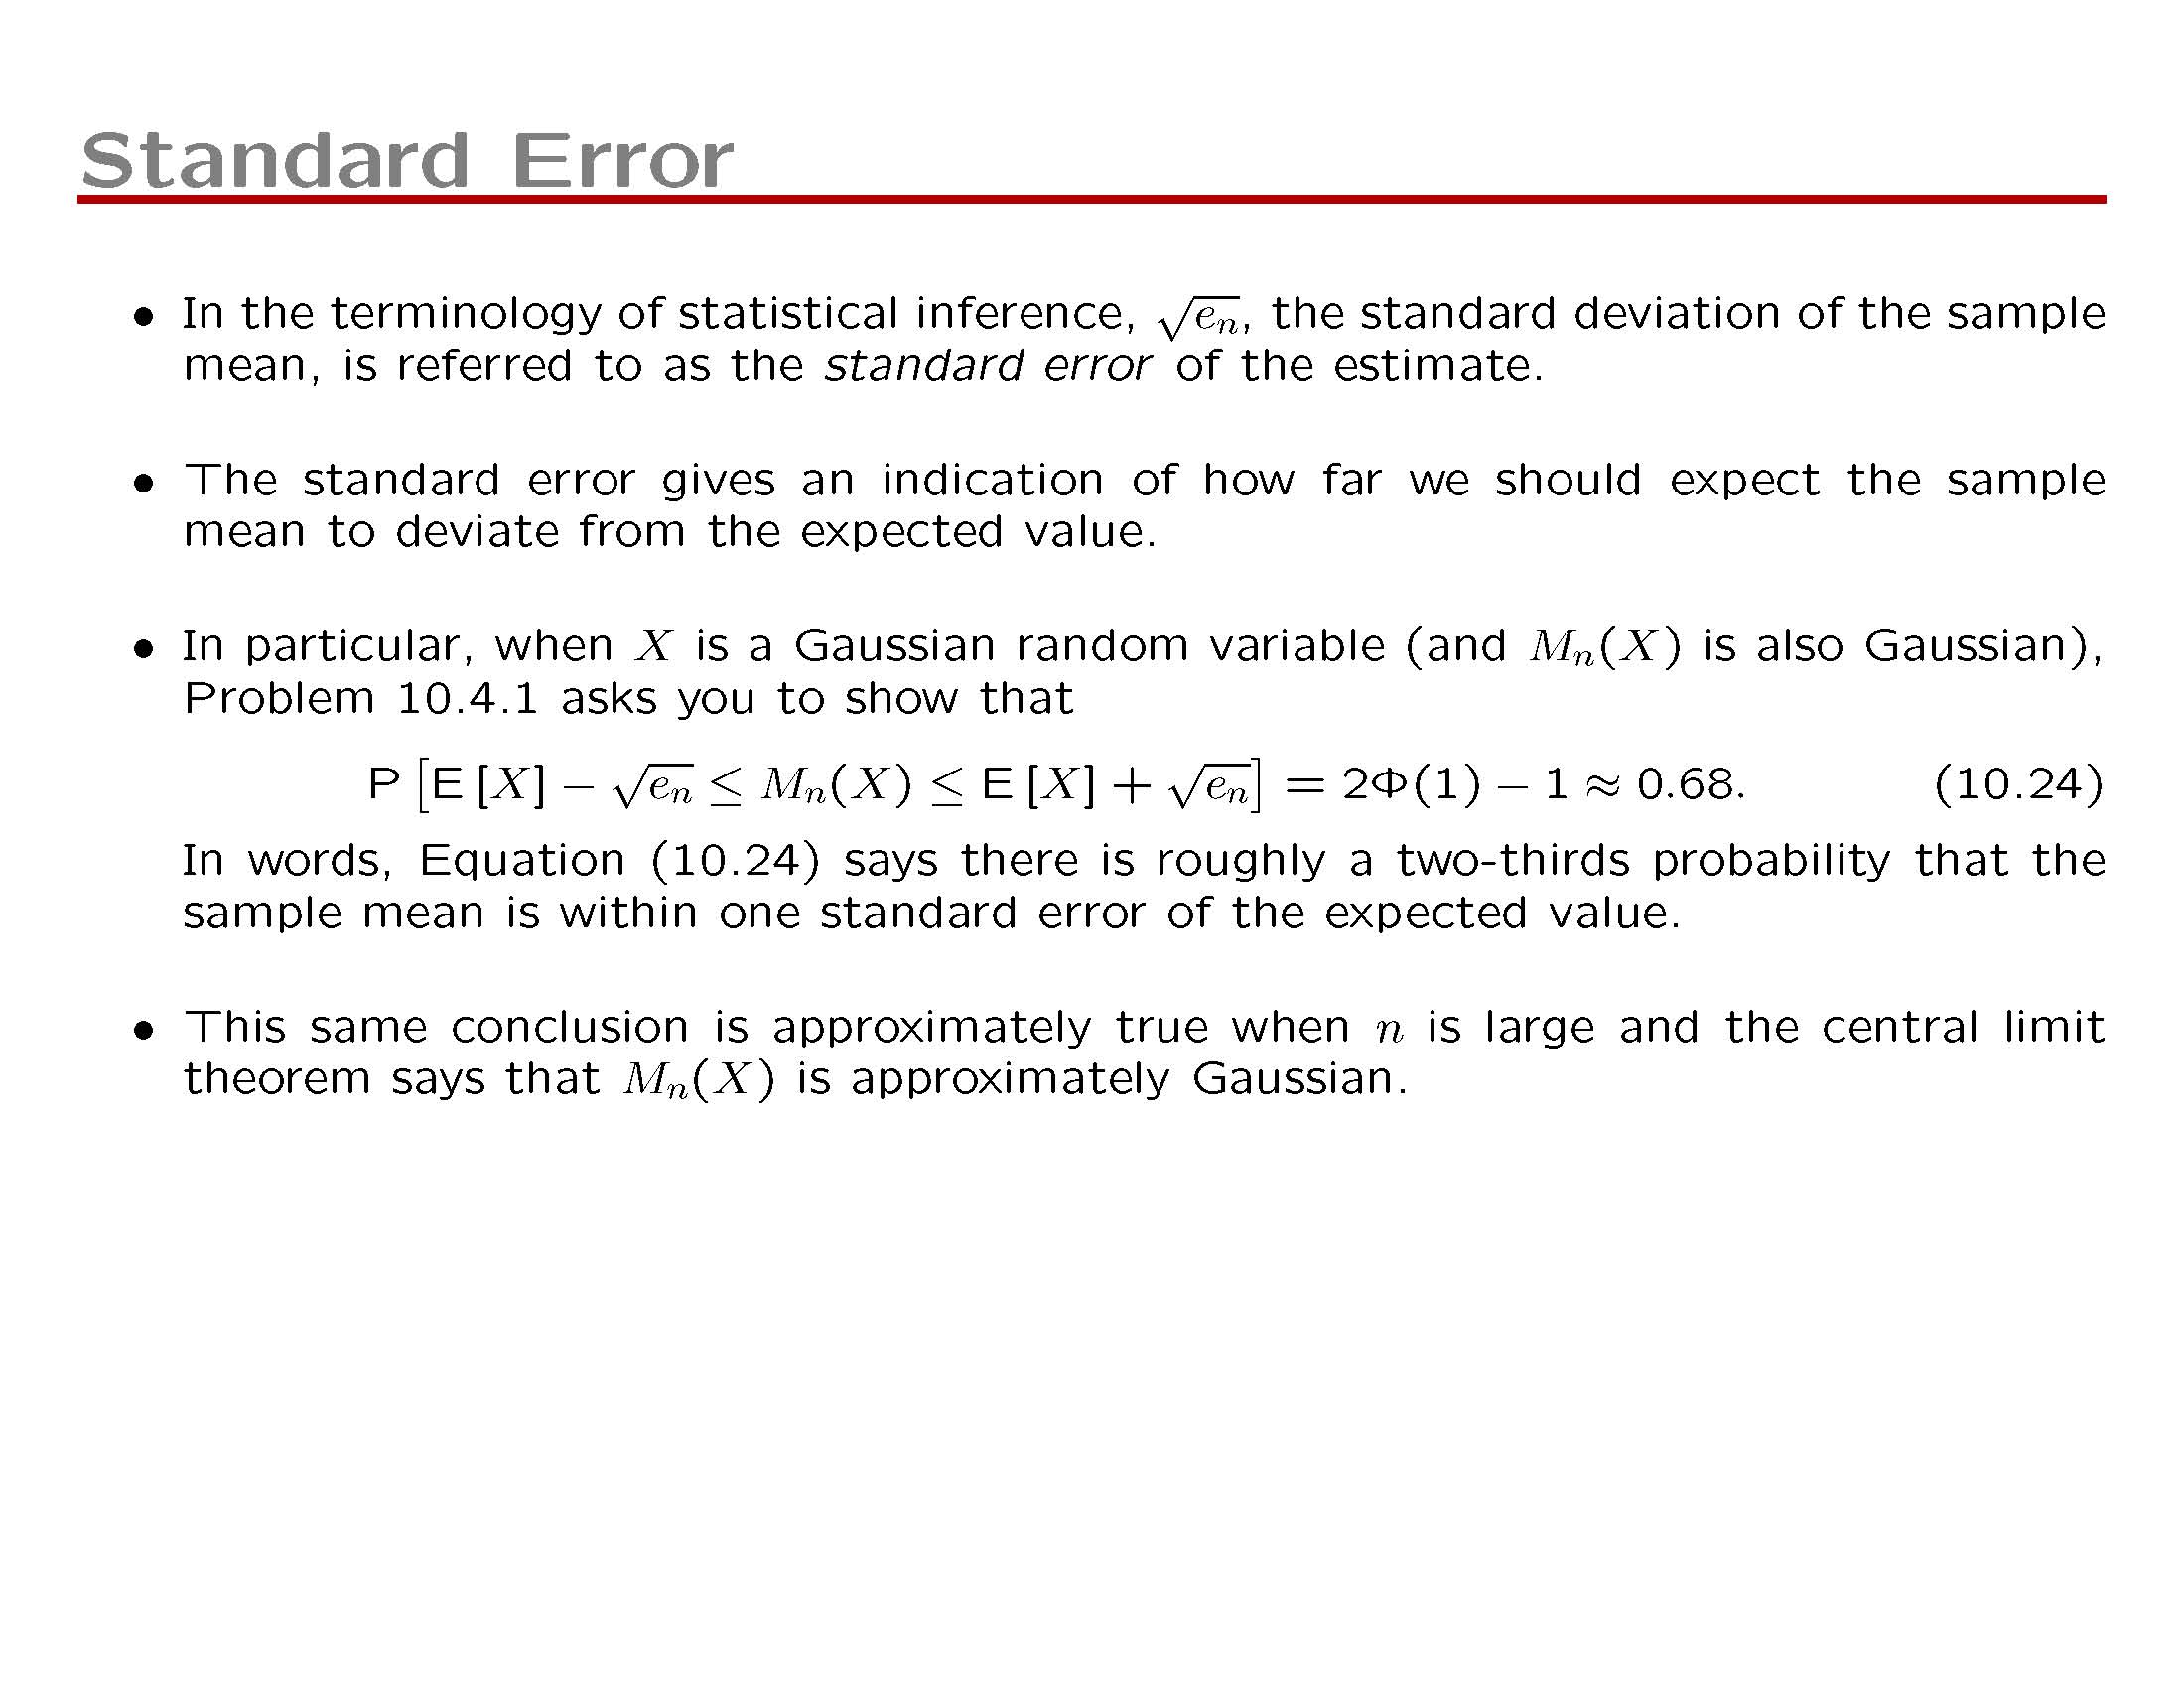 Standard Error
• In the terminology of statistical inference, √eₙ, the standard deviation of the sample
mean, is referred to as the standard error of the estimate.
• The standard error gives an indication of how far we should expect the sample
mean to deviate from the expected value.
• In particular, when X is a Gaussian random variable (and Mₙ(X) is also Gaussian),
Problem 10.4.1 asks you to show that
P [E [X] − √eₙ ≤ Mₙ(X) ≤ E [X] + √eₙ] = 2Φ(1) − 1 ≈ 0.68. (10.24)
In words, Equation (10.24) says there is roughly a two-thirds probability that the
sample mean is within one standard error of the expected value.
• This same conclusion is approximately true when n is large and the central limit
theorem says that Mₙ(X) is approximately Gaussian.